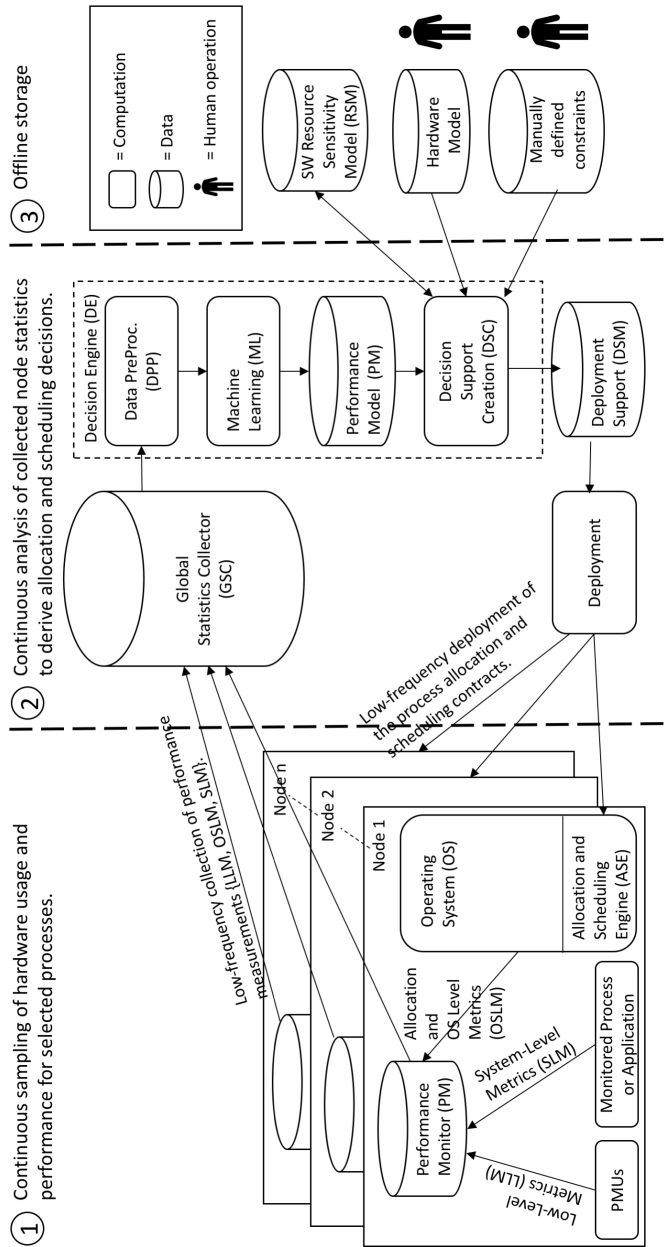 1
Continuous sampling of hardware usage and
performance for selected processes.
Node n
Node 2
Node 1
Operating
System (OS)
Allocation and
Scheduling
Engine (ASE)
Allocation
and
OS Level
Metrics
(OSLM)
Performance
Monitor (PM)
System-Level
Metrics (SLM)
Low-Level
Metrics (LLM)
PMUs
Monitored Process
or Application
Low-frequency collection of performance
measurements {LLM, OSLM, SLM}.
2
Continuous analysis of collected node statistics
to derive allocation and scheduling decisions.
Global
Statistics Collector
(GSC)
Decision Engine (DE)
Data PreProc.
(DPP)
Machine
Learning (ML)
Performance
Model (PM)
Decision
Support
Creation (DSC)
Deployment
Support (DSM)
Deployment
Low-frequency deployment of
the process allocation and
scheduling contracts.
3
Offline storage
= Computation
= Data
= Human operation
SW Resource
Sensitivity
Model (RSM)
Hardware
Model
Manually
defined
constraints